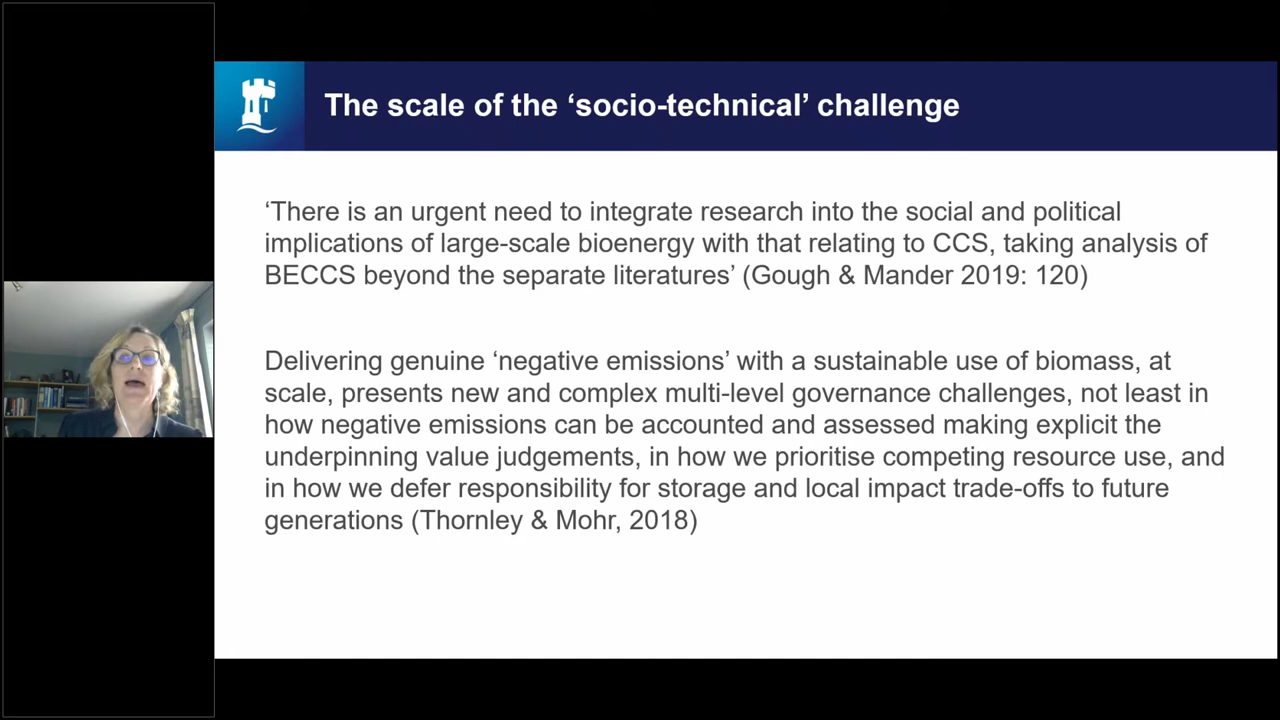 The scale of the ‘socio-technical’ challenge
‘There is an urgent need to integrate research into the social and political
implications of large-scale bioenergy with that relating to CCS, taking analysis of
BECCS beyond the separate literatures’ (Gough & Mander 2019: 120)
Delivering genuine ‘negative emissions’ with a sustainable use of biomass, at
scale, presents new and complex multi-level governance challenges, not least in
how negative emissions can be accounted and assessed making explicit the
underpinning value judgements, in how we prioritise competing resource use, and
in how we defer responsibility for storage and local impact trade-offs to future
generations (Thornley & Mohr, 2018)